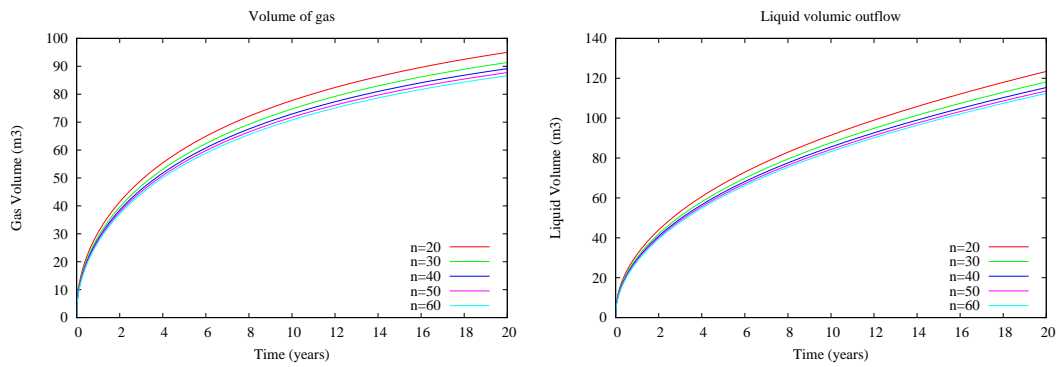 Volume of gas
100
90
80
70
60
50
40
30
20
10
0
Gas Volume (m3)
n=20
n=30
n=40
n=50
n=60
0 2 4 6 8 10 12 14 16 18 20
Time (years)
Liquid volumic outflow
140
120
100
80
60
40
20
0
Liquid Volume (m3)
n=20
n=30
n=40
n=50
n=60
0 2 4 6 8 10 12 14 16 18 20
Time (years)